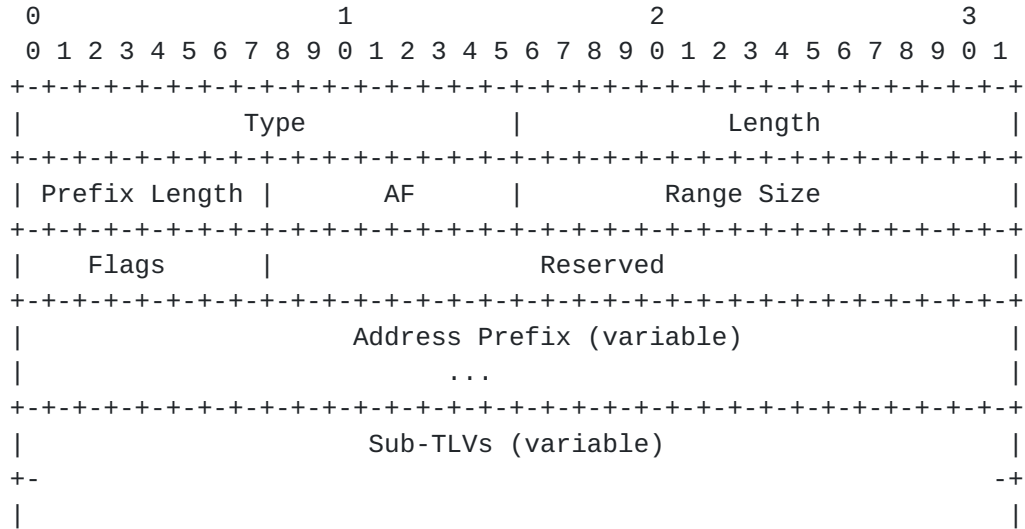 0                   1                   2                   3
 0 1 2 3 4 5 6 7 8 9 0 1 2 3 4 5 6 7 8 9 0 1 2 3 4 5 6 7 8 9 0 1
+-+-+-+-+-+-+-+-+-+-+-+-+-+-+-+-+-+-+-+-+-+-+-+-+-+-+-+-+-+-+-+-+
|              Type             |             Length            |
+-+-+-+-+-+-+-+-+-+-+-+-+-+-+-+-+-+-+-+-+-+-+-+-+-+-+-+-+-+-+-+-+
| Prefix Length |       AF      |         Range Size            |
+-+-+-+-+-+-+-+-+-+-+-+-+-+-+-+-+-+-+-+-+-+-+-+-+-+-+-+-+-+-+-+-+
|    Flags      |                 Reserved                      |
+-+-+-+-+-+-+-+-+-+-+-+-+-+-+-+-+-+-+-+-+-+-+-+-+-+-+-+-+-+-+-+-+
|                     Address Prefix (variable)                 |
|                           ...                                 |
+-+-+-+-+-+-+-+-+-+-+-+-+-+-+-+-+-+-+-+-+-+-+-+-+-+-+-+-+-+-+-+-+
|                      Sub-TLVs (variable)                      |
+-                                                             -+
|                                                               |